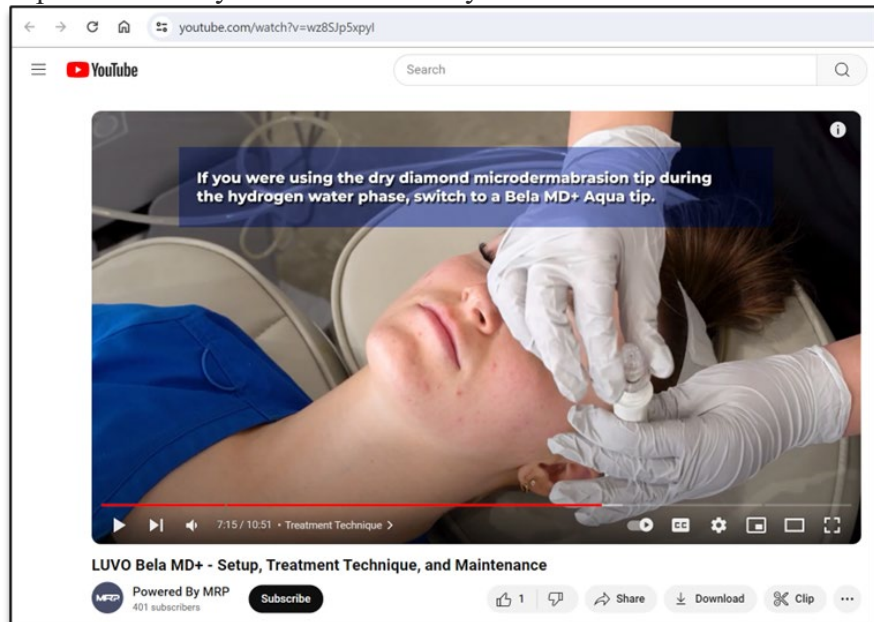 youtube.com/watch?v=wz8SJp5xpyI
YouTube
Search
If you were using the dry diamond microdermabrasion tip during
the hydrogen water phase, switch to a Bela MD+ Aqua tip.
7:15 / 10:51 • Treatment Technique >
CC
LUVO Bela MD+ - Setup, Treatment Technique, and Maintenance
MRP
Powered By MRP
401 subscribers
Subscribe
1
Share
Download
Clip